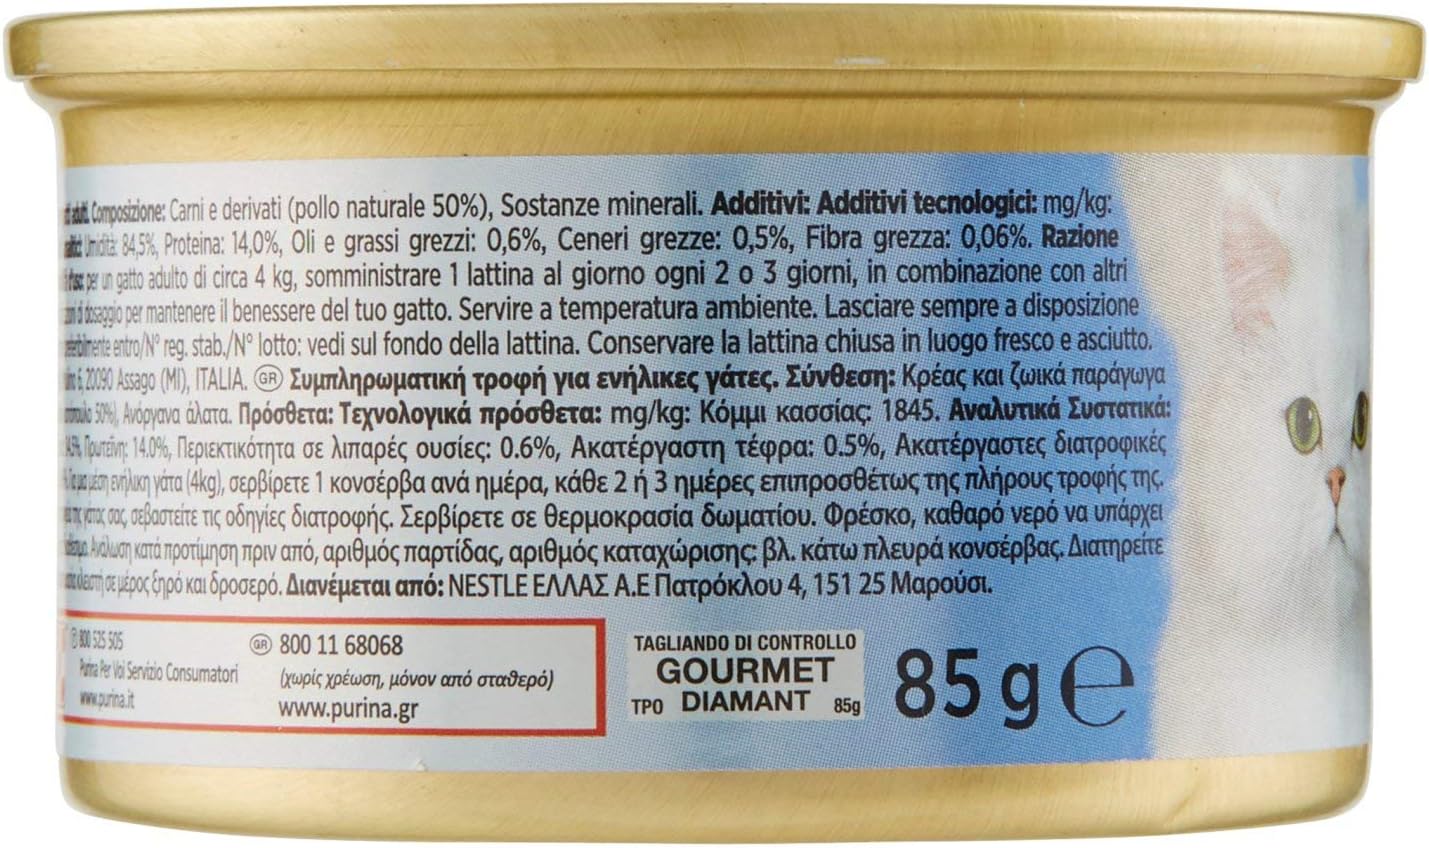 adulti. Composizione: Carni e derivati (pollo naturale 50%), Sostanze minerali. Additivi: Additivi tecnologici: mg/kg:
Umidità: 84,5%, Proteina: 14,0%, Oli e grassi grezzi: 0,6%, Ceneri grezze: 0,5%, Fibra grezza: 0,06%. Razione
per un gatto adulto di circa 4 kg, somministrare 1 lattina al giorno ogni 2 o 3 giorni, in combinazione con altri
di dosaggio per mantenere il benessere del tuo gatto. Servire a temperatura ambiente. Lasciare sempre a disposizione
entro/N° reg. stab./N° lotto: vedi sul fondo della lattina. Conservare la lattina chiusa in luogo fresco e asciutto.
6, 20090 Assago (MI), ITALIA. GR Συμπληρωματική τροφή για ενήλικες γάτες. Σύνθεση: Κρέας και ζωικά παράγωγα
50%), Ανόργανα άλατα. Πρόσθετα: Τεχνολογικά πρόσθετα: mg/kg: Κόμμι κασσίας: 1845. Αναλυτικά Συστατικά:
Πρωτεΐνη: 14.0%, Περιεκτικότητα σε λιπαρές ουσίες: 0.6%, Ακατέργαστη τέφρα: 0.5%, Ακατέργαστες διατροφικές
Για μια μέση ενήλικη γάτα (4kg), σερβίρετε 1 κονσέρβα ανά ημέρα, κάθε 2 ή 3 ημέρες επιπροσθέτως της πλήρους τροφής της.
της γάτας σας, σεβαστείτε τις οδηγίες διατροφής. Σερβίρετε σε θερμοκρασία δωματίου. Φρέσκο, καθαρό νερό να υπάρχει
Ανάλωση κατά προτίμηση πριν από, αριθμός παρτίδας, αριθμός καταχώρισης: βλ. κάτω πλευρά κονσέρβας. Διατηρείτε
κλειστή σε μέρος ξηρό και δροσερό. Διανέμεται από: NESTLE ΕΛΛΑΣ Α.Ε Πατρόκλου 4, 151 25 Μαρούσι.
800 525 505
Purina Per Voi Servizio Consumatori
www.purina.it
GR 800 11 68068
(χωρίς χρέωση, μόνον από σταθερό)
www.purina.gr
TAGLIANDO DI CONTROLLO
GOURMET
TPO DIAMANT 85g
85 g ℮